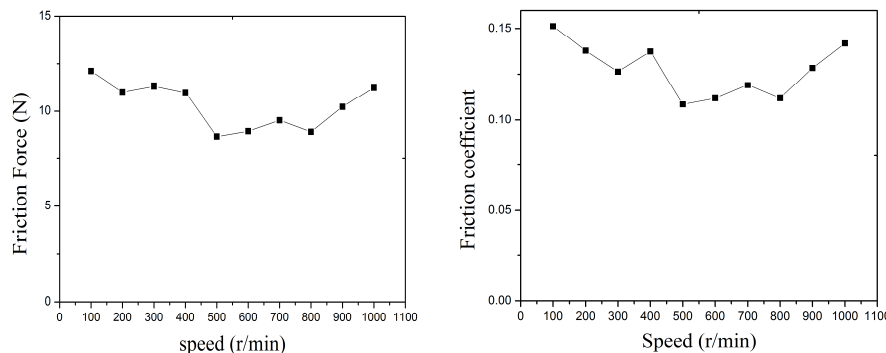 15
10
5
0
Friction Force (N)
0 100 200 300 400 500 600 700 800 900 1000 1100
speed (r/min)
0.15
0.10
0.05
0.00
Friction coefficient
0 100 200 300 400 500 600 700 800 900 1000 1100
Speed (r/min)